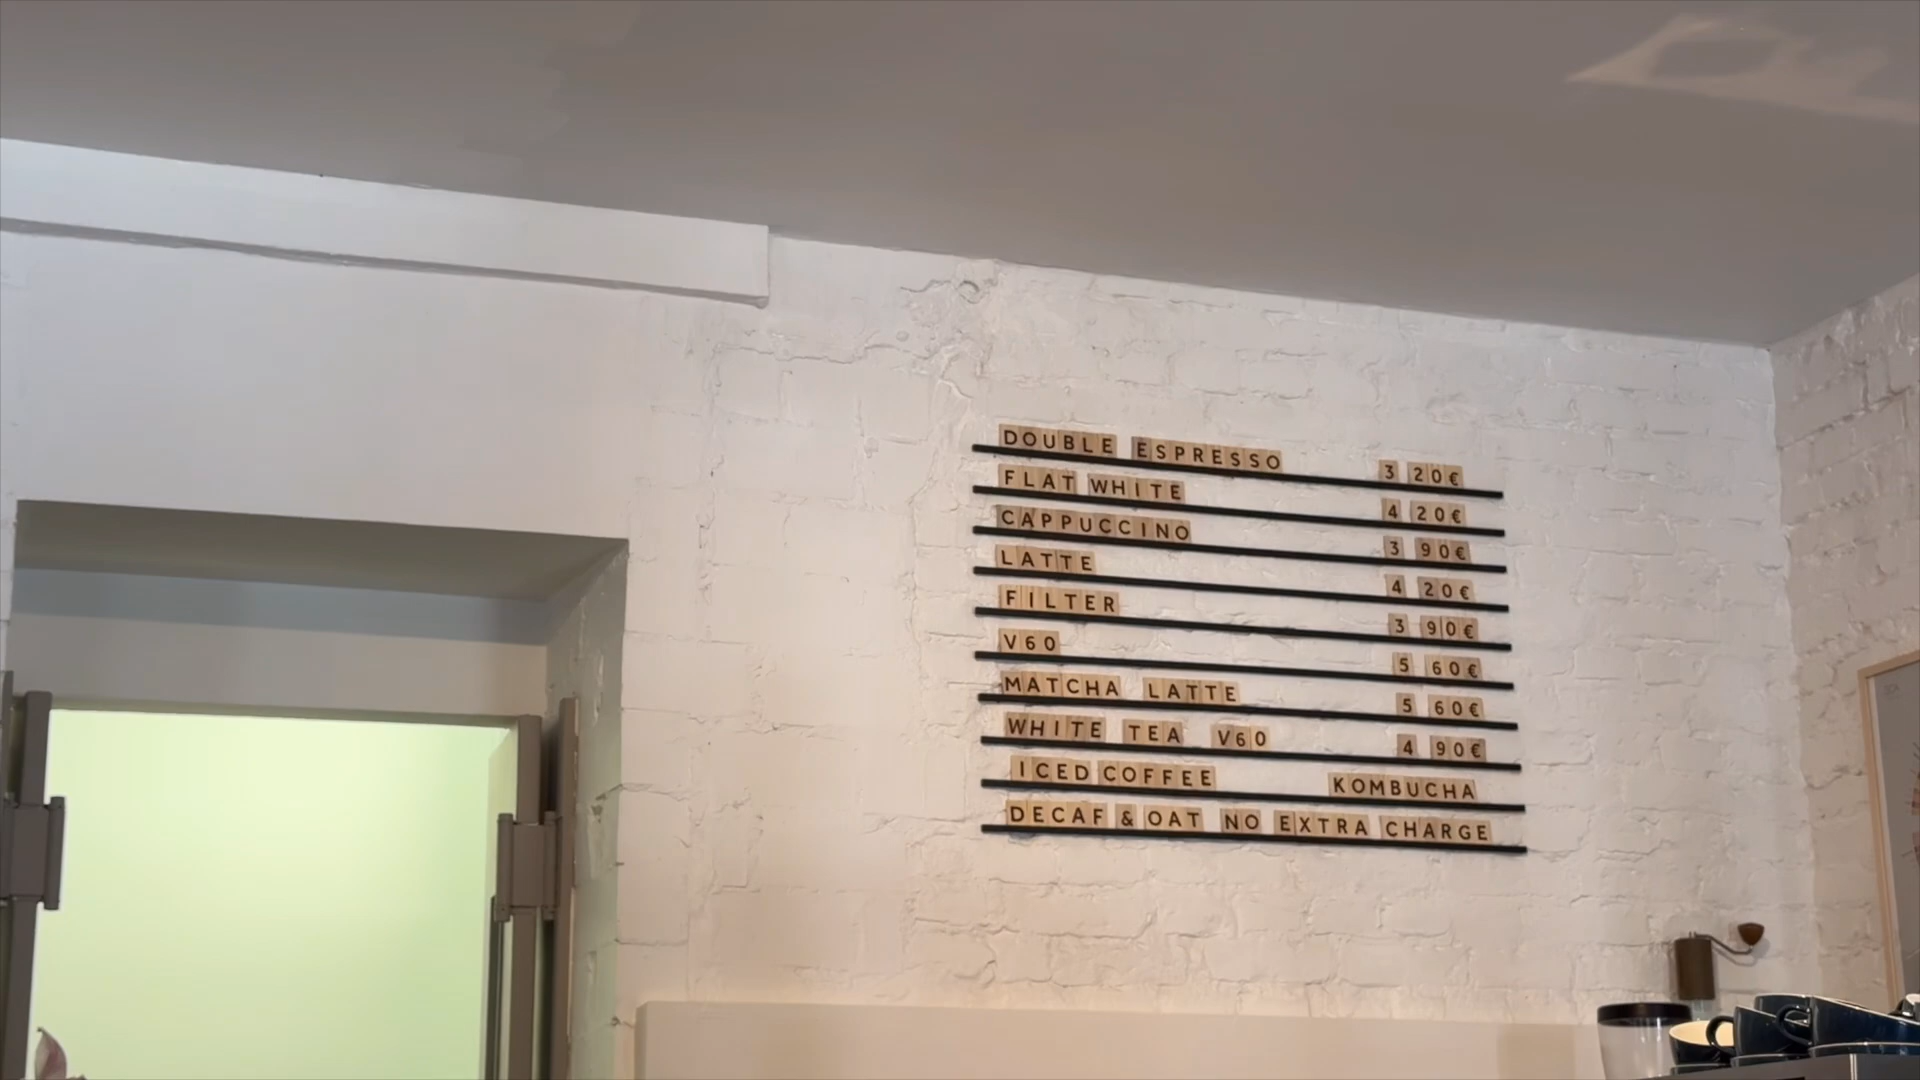 DOUBLE ESPRESSO 3 20€
FLAT WHITE 4 20€
CAPPUCCINO 3 90€
LATTE 4 20€
FILTER 3 90€
V60 5 60€
MATCHA LATTE 5 60€
WHITE TEA V60 4 90€
ICED COFFEE KOMBUCHA
DECAF & OAT NO EXTRA CHARGE